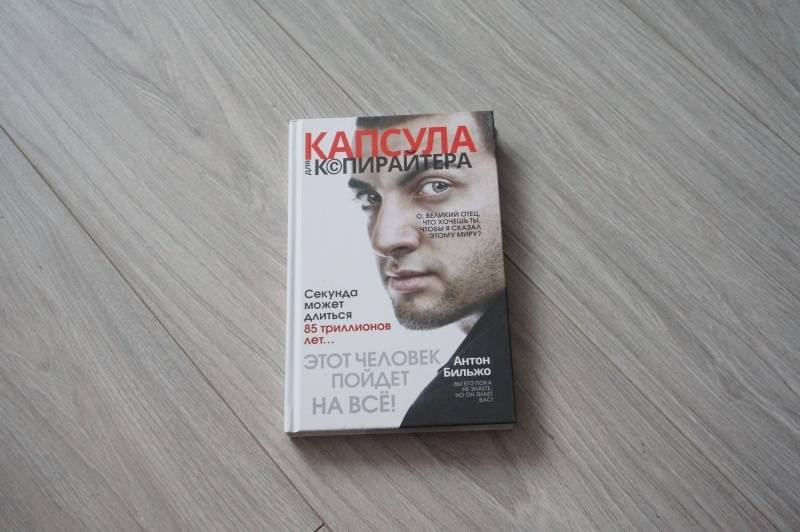 КАПСУЛА
ДЛЯ К©ПИРАЙТЕРА
О, ВЕЛИКИЙ ОТЕЦ,
ЧТО ХОЧЕШЬ ТЫ,
ЧТОБЫ Я СКАЗАЛ
ЭТОМУ МИРУ?
Секунда
может
длиться
85 триллионов
лет...
ЭТОТ ЧЕЛОВЕК
ПОЙДЕТ
НА ВСЁ!
Антон
Бильжо
ВЫ ЕГО ПОКА
НЕ ЗНАЕТЕ,
НО ОН ЗНАЕТ
ВАС!